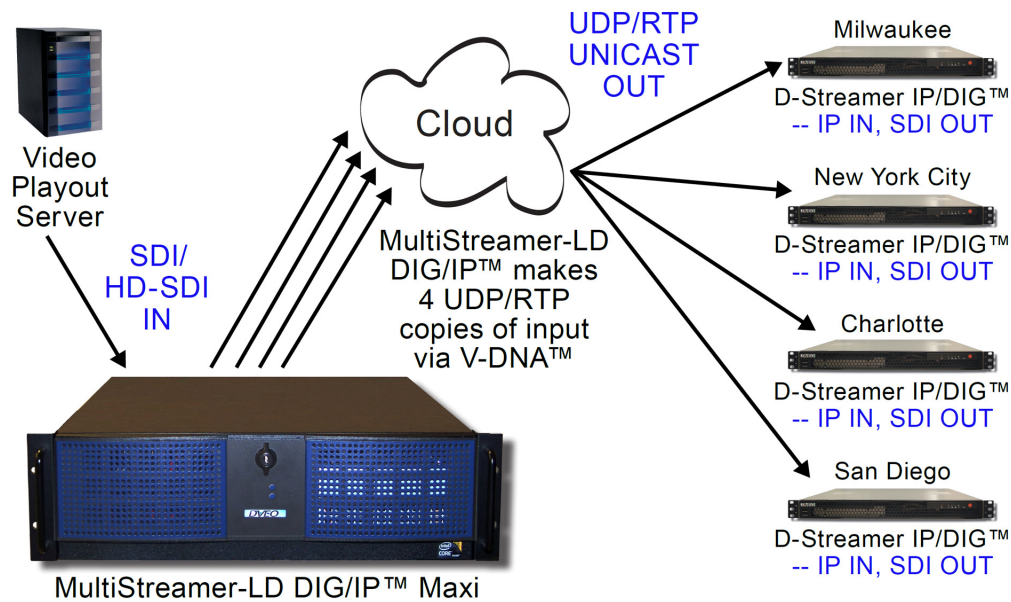 Video
Playout
Server
SDI/
HD-SDI
IN
Cloud
MultiStreamer-LD
DIG/IP™ makes
4 UDP/RTP
copies of input
via V-DNA™
UDP/RTP
UNICAST
OUT
Milwaukee
D-Streamer IP/DIG™
-- IP IN, SDI OUT
New York City
D-Streamer IP/DIG™
-- IP IN, SDI OUT
Charlotte
D-Streamer IP/DIG™
-- IP IN, SDI OUT
San Diego
D-Streamer IP/DIG™
-- IP IN, SDI OUT
DVEO
intel
CORE
MultiStreamer-LD DIG/IP™ Maxi